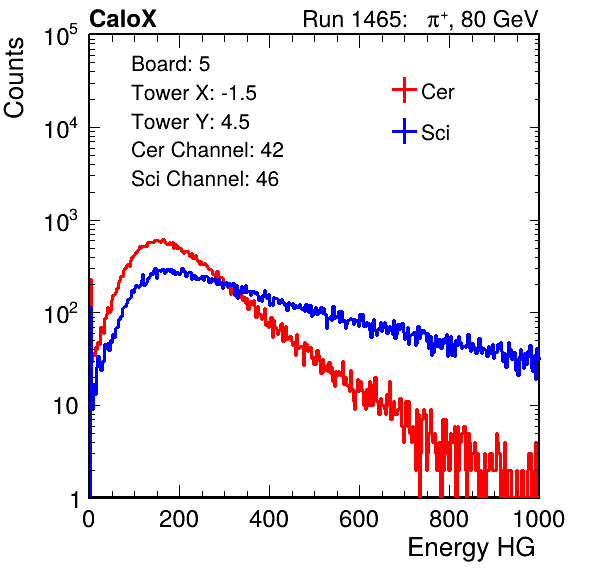 CaloX Run 1465: π⁺, 80 GeV
Counts
Board: 5
Tower X: -1.5
Tower Y: 4.5
Cer Channel: 42
Sci Channel: 46
Cer
Sci
10⁵
10⁴
10³
10²
10
1
0 200 400 600 800 1000
Energy HG